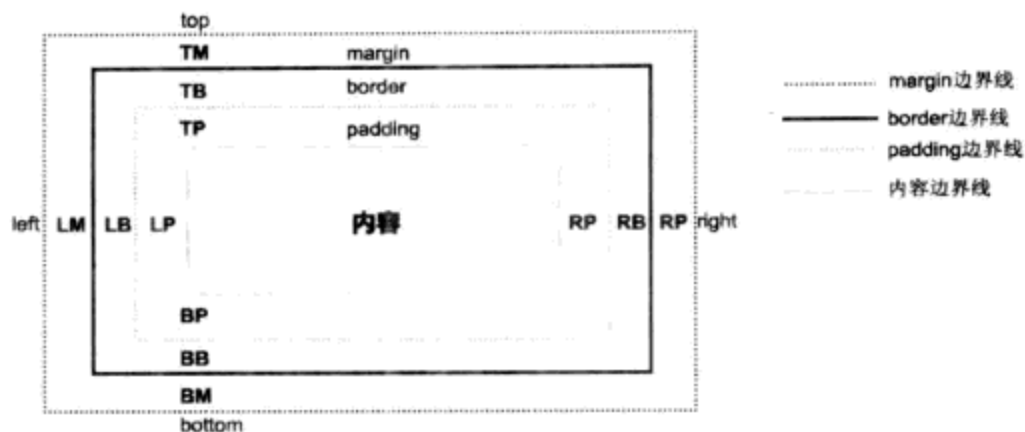 top
TM margin
TB border
TP padding
left LM LB LP 内容 RP RB RP right
BP
BB
BM
bottom
margin边界线
border边界线
padding边界线
内容边界线